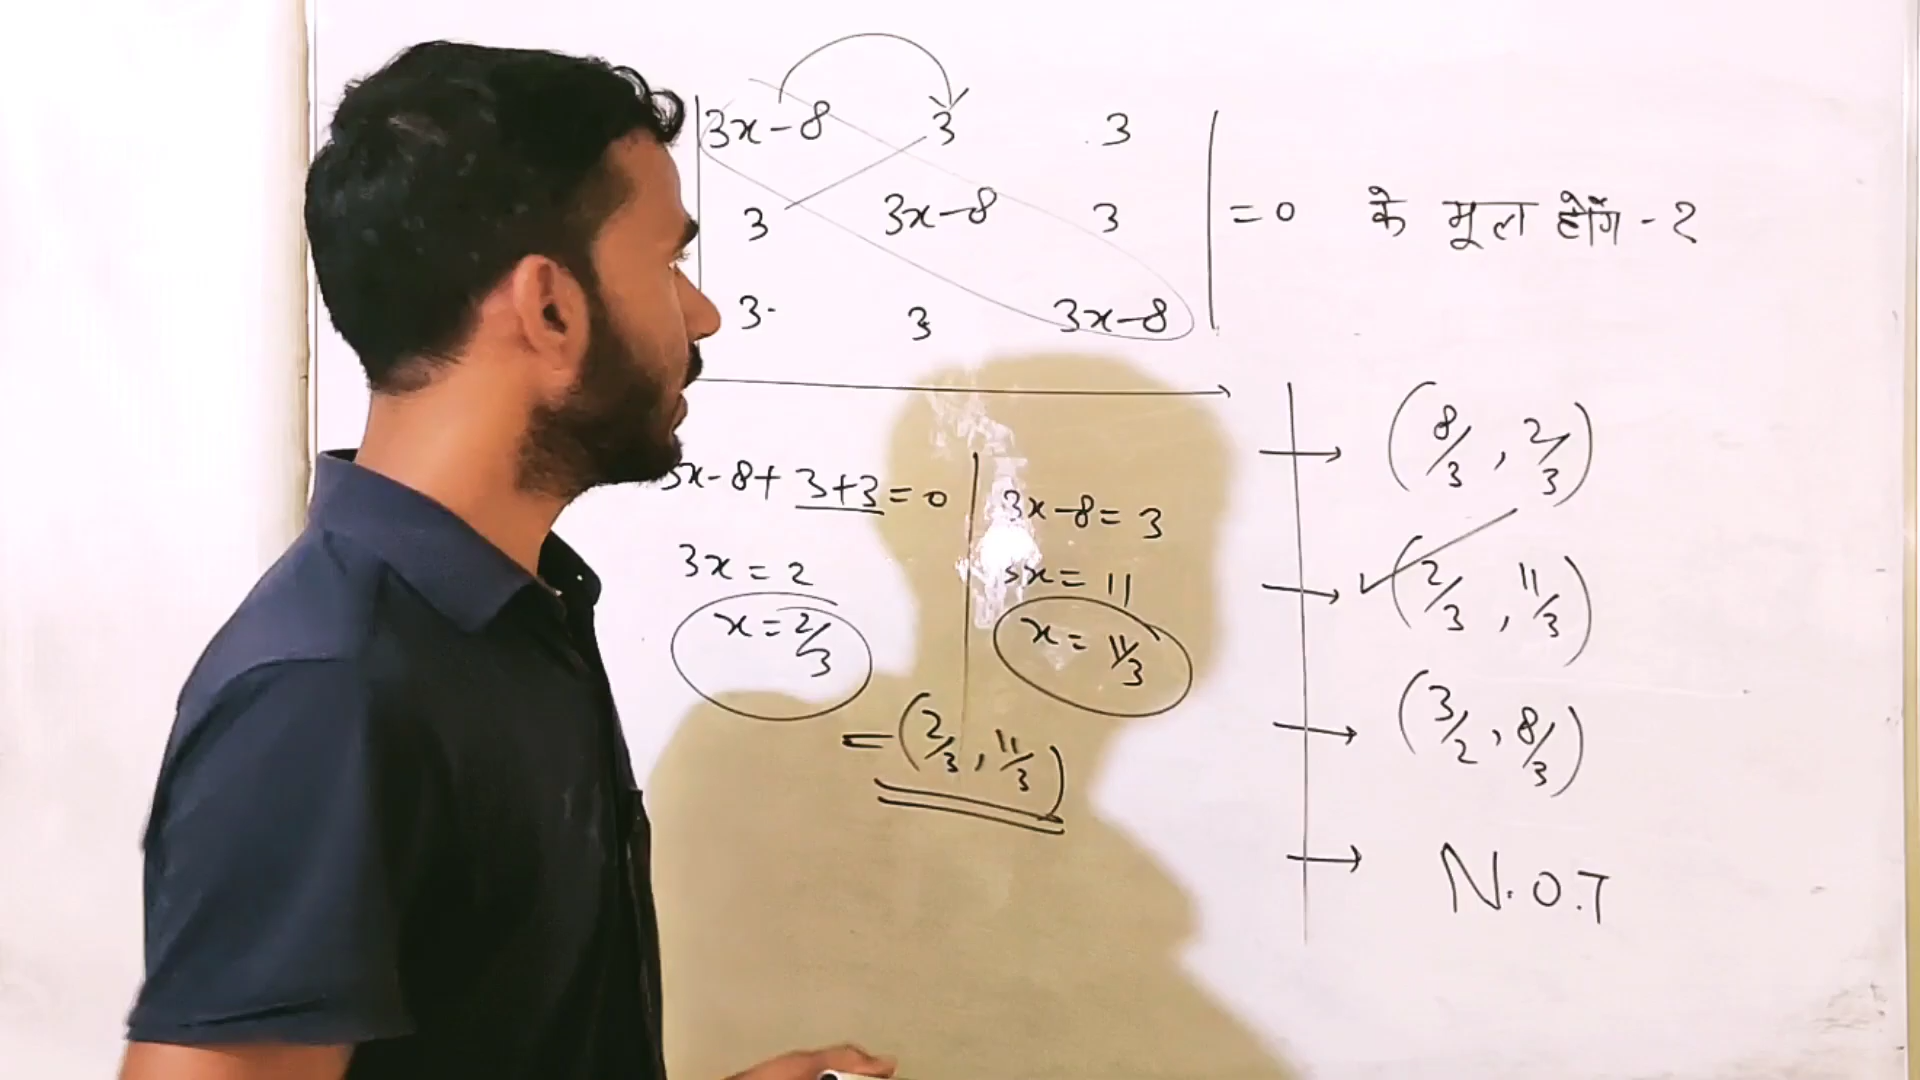 3x-8 3 3
3 3x-8 3 =0 के मूल होंगे - ?
3 3 3x-8
3x-8+3+3=0
3x=2
x=2/3
3x-8=3
3x=11
x=11/3
=(2/3, 11/3)
(8/3, 2/3)
(2/3, 11/3)
(3/2, 8/3)
N.O.T